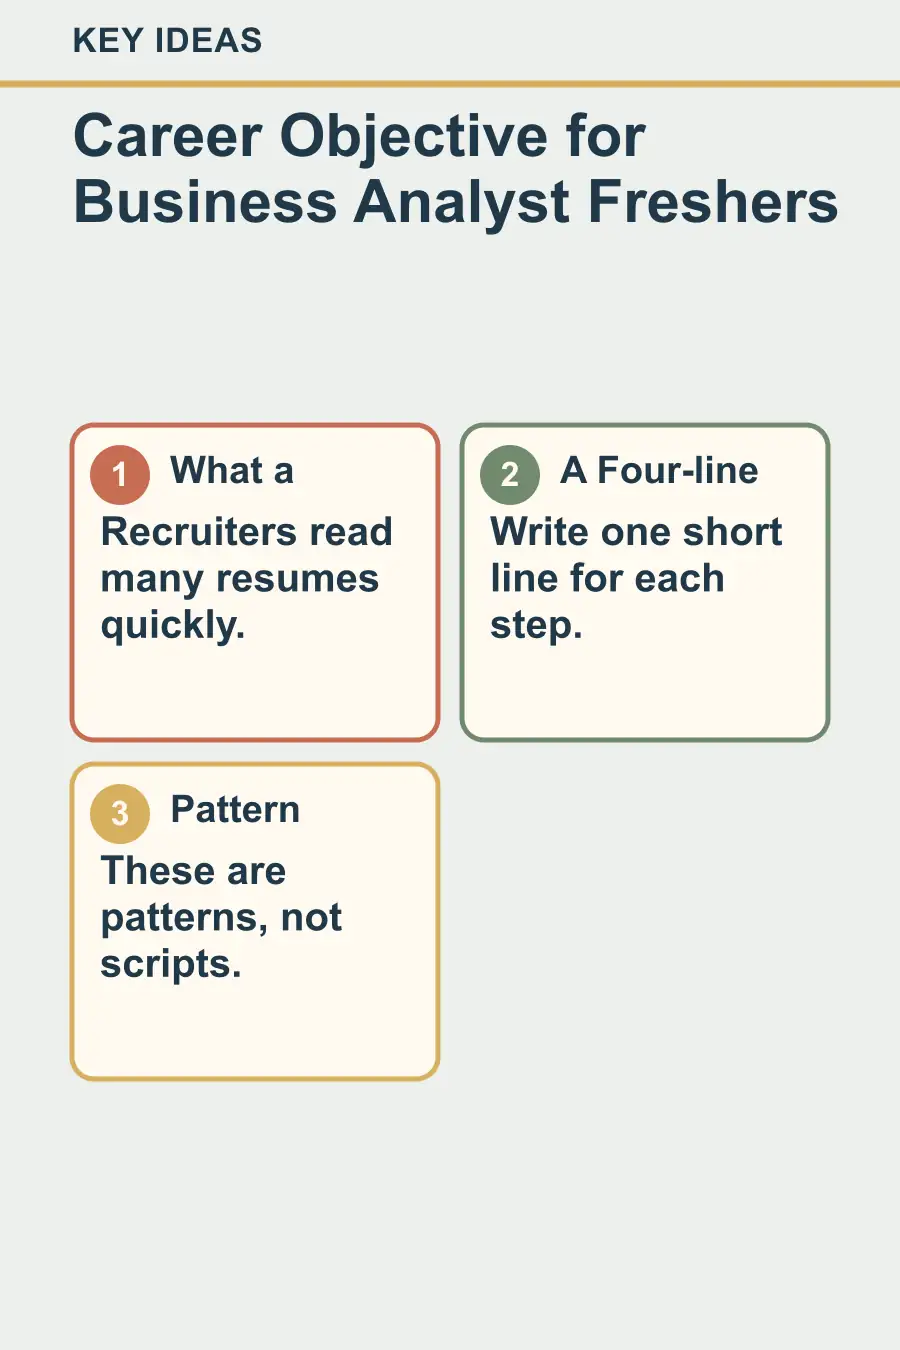 KEY IDEAS
Career Objective for
Business Analyst Freshers
1 What a
Recruiters read
many resumes
quickly.
2 A Four-line
Write one short
line for each
step.
3 Pattern
These are
patterns, not
scripts.